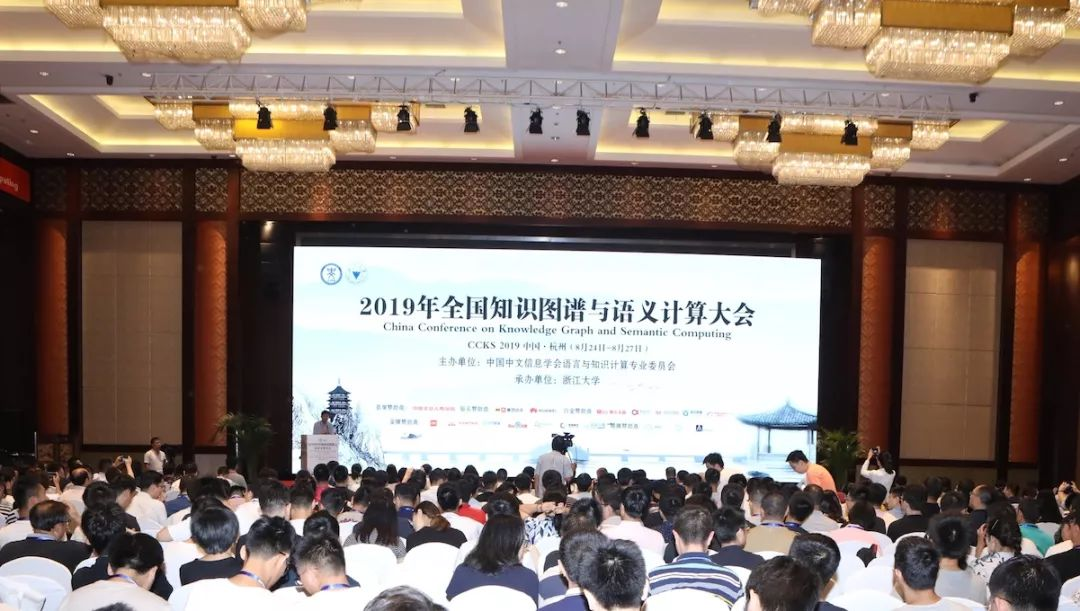 puting
2019年全国知识图谱与语义计算大会
China Conference on Knowledge Graph and Semantic Computing
CCKS 2019 中国·杭州（8月24日-8月27日）
主办单位：中国中文信息学会语言与知识计算专业委员会
承办单位：浙江大学
HUAWEI